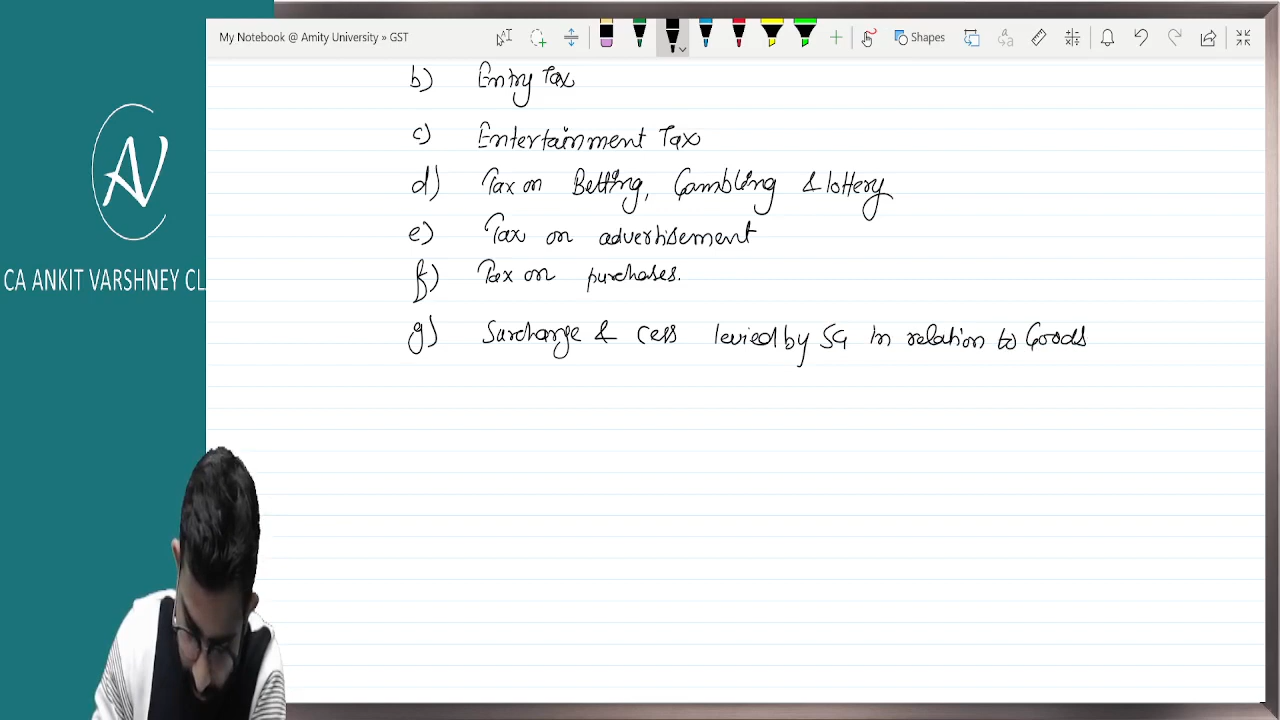 My Notebook @ Amity University » GST
Shapes
b) Entry Tax
c) Entertainment Tax
d) Tax on Betting, Gambling & lottery
e) Tax on advertisement
f) Tax on purchases.
g) Surcharge & cess levied by SG in relation to Goods
AV
CA ANKIT VARSHNEY CL